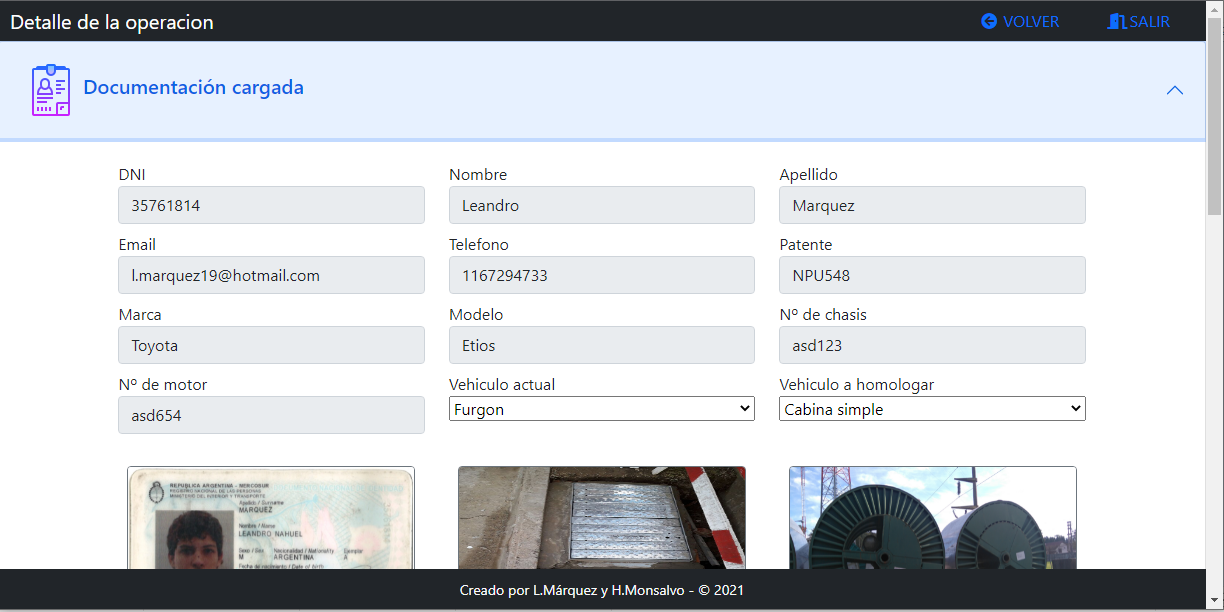 Detalle de la operacion
VOLVER
SALIR
Documentación cargada
DNI
Nombre
Apellido
35761814
Leandro
Marquez
Email
Telefono
Patente
l.marquez19@hotmail.com
1167294733
NPU548
Marca
Modelo
Nº de chasis
Toyota
Etios
asd123
Nº de motor
Vehiculo actual
Vehiculo a homologar
asd654
Furgon
Cabina simple
REPUBLICA ARGENTINA - MERCOSUR
REGISTRO NACIONAL DE LAS PERSONAS
MINISTERIO DEL INTERIOR Y TRANSPORTE
Apellido / Surname
MARQUEZ
Nombre / Name
LEANDRO NAHUEL
Sexo / Sex Nacionalidad / Nationality Ejemplar
M ARGENTINA A
Fecha de nacimiento / Date of birth
Creado por L.Márquez y H.Monsalvo - © 2021